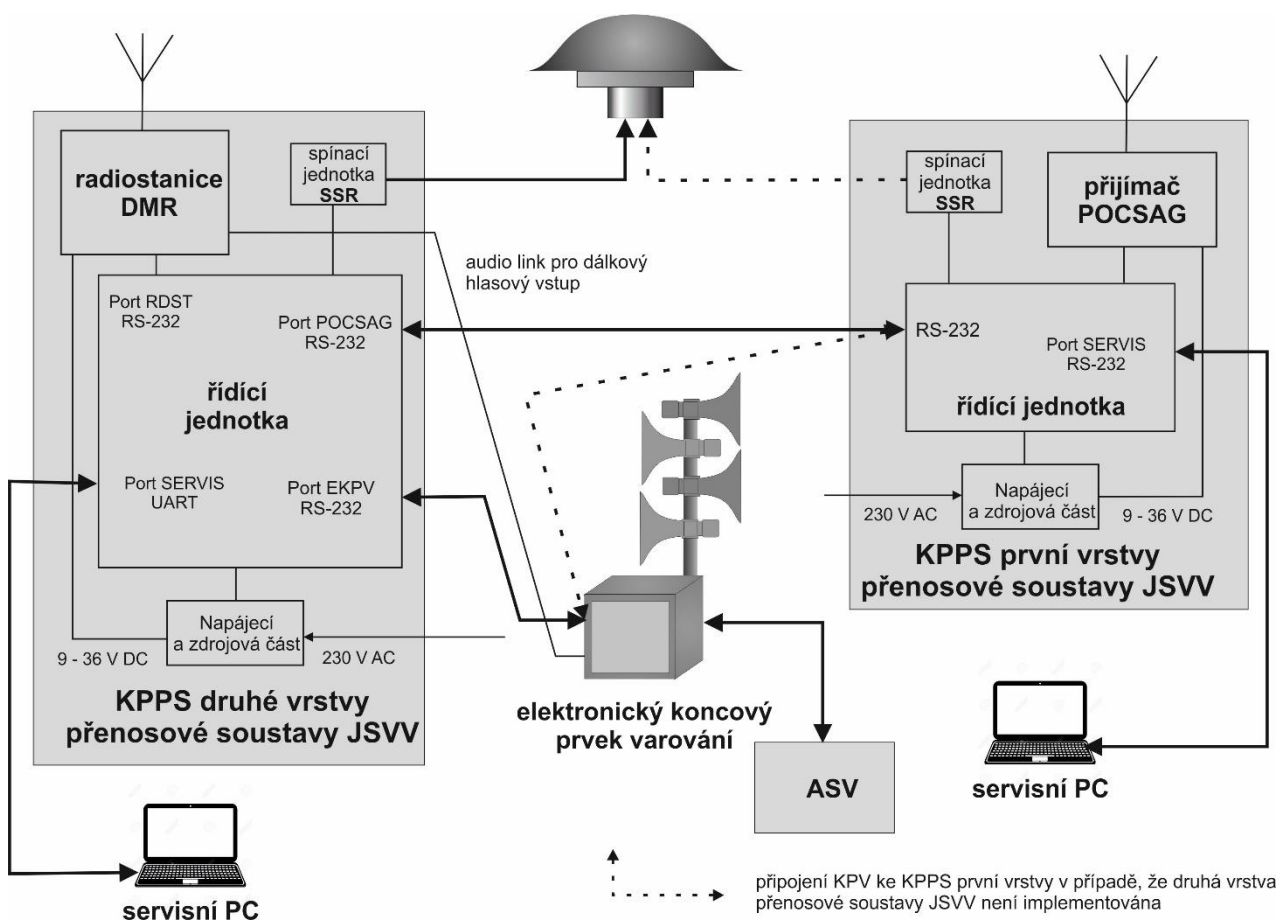 radiostanice
DMR
spínací
jednotka
SSR
Port RDST
RS-232
Port POCSAG
RS-232
řídící
jednotka
Port SERVIS
UART
Port EKPV
RS-232
Napájecí
a zdrojová část
9 - 36 V DC
230 V AC
KPPS druhé vrstvy
přenosové soustavy JSVV
servisní PC
audio link pro dálkový
hlasový vstup
elektronický koncový
prvek varování
ASV
spínací
jednotka
SSR
přijímač
POCSAG
RS-232
Port SERVIS
RS-232
řídící jednotka
230 V AC
Napájecí
a zdrojová část
9 - 36 V DC
KPPS první vrstvy
přenosové soustavy JSVV
servisní PC
připojení KPV ke KPPS první vrstvy v případě, že druhá vrstva
přenosové soustavy JSVV není implementována